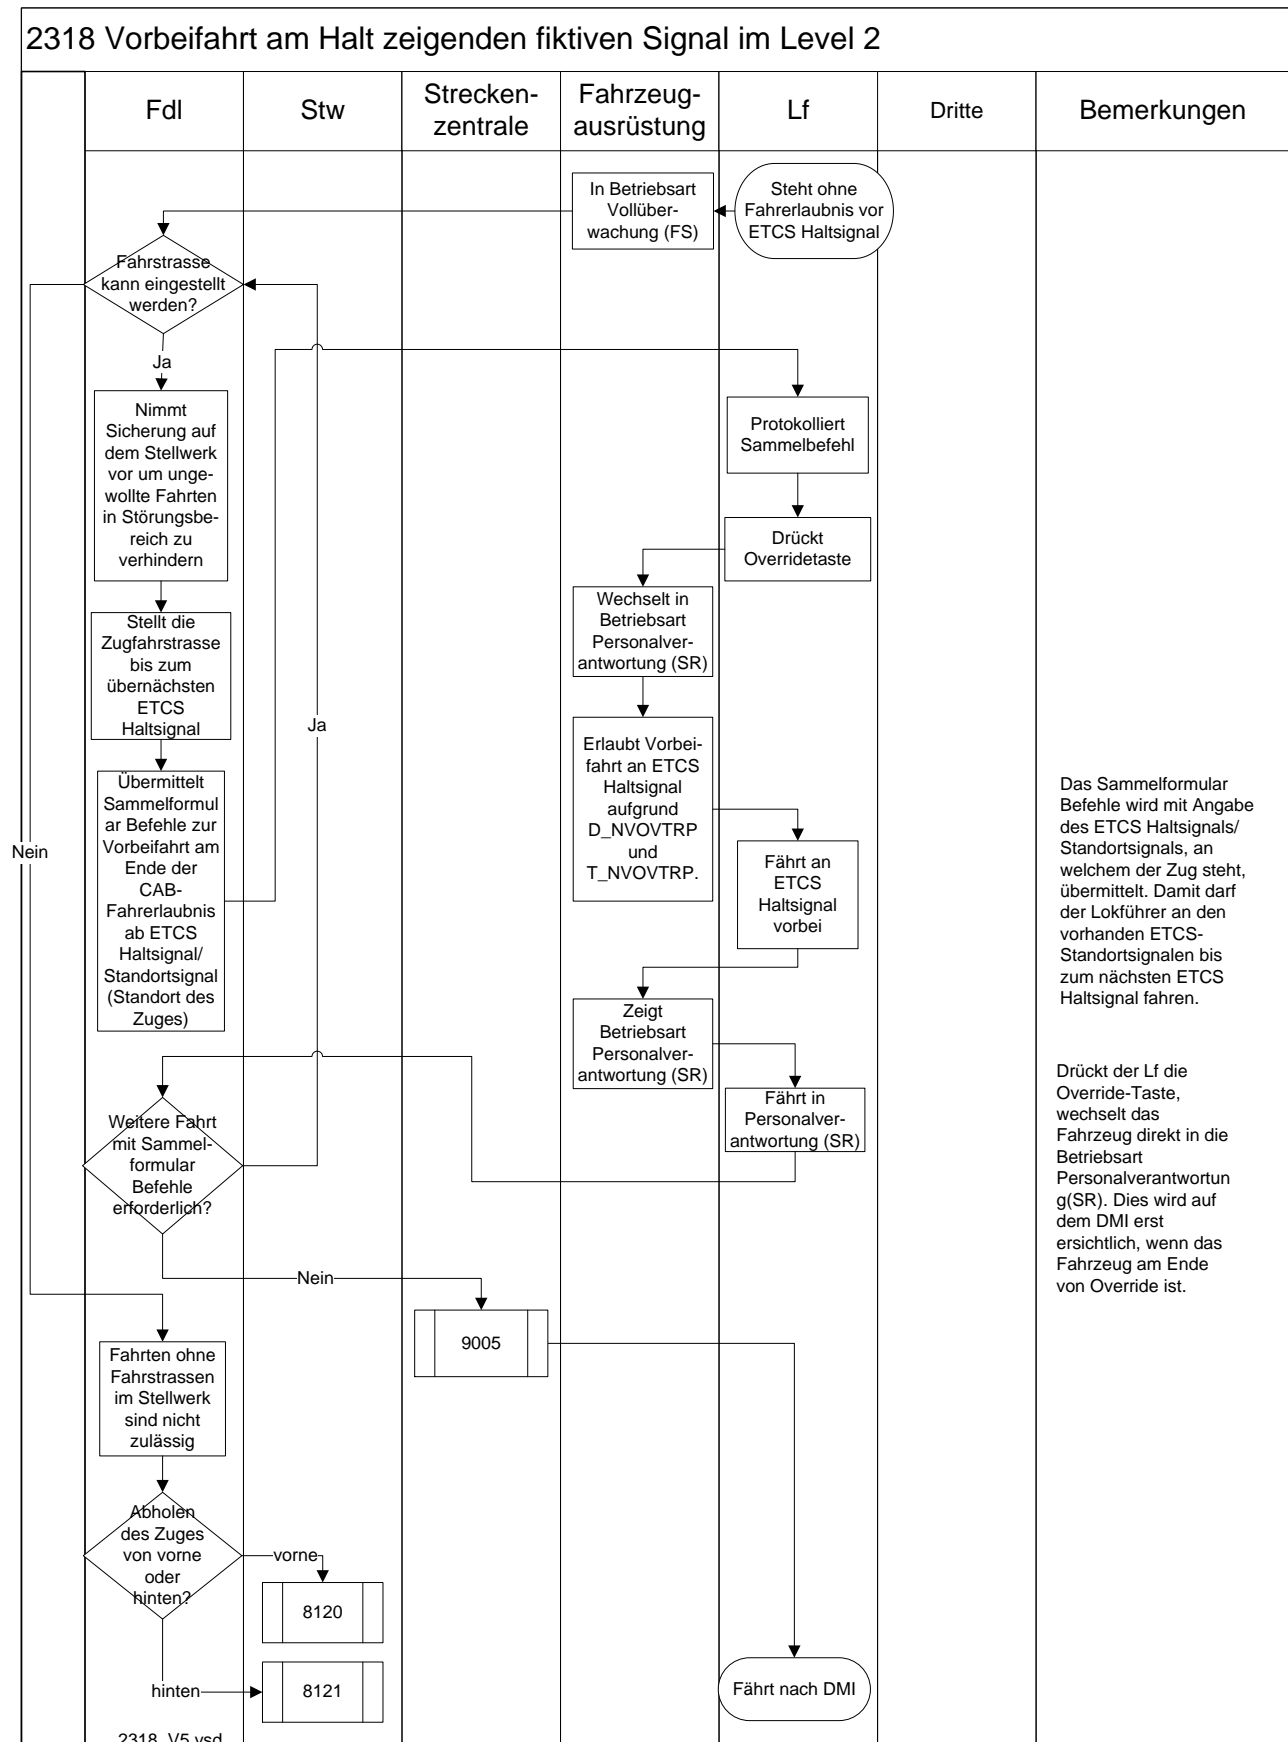 2318 Vorbeifahrt am Halt zeigenden fiktiven Signal im Level 2
Fdl
Stw
Strecken-
zentrale
Fahrzeug-
ausrüstung
Lf
Dritte
Bemerkungen
Steht ohne
Fahrerlaubnis vor
ETCS Haltsignal
In Betriebsart
Vollüber-
wachung (FS)
Fahrstrasse
kann eingestellt
werden?
Ja
Nimmt
Sicherung auf
dem Stellwerk
vor um unge-
wollte Fahrten
in Störungsbe-
reich zu
verhindern
Stellt die
Zugfahrstrasse
bis zum
übernächsten
ETCS
Haltsignal
Übermittelt
Sammelformul
ar Befehle zur
Vorbeifahrt am
Ende der
CAB-
Fahrerlaubnis
ab ETCS
Haltsignal/
Standortsignal
(Standort des
Zuges)
Protokolliert
Sammelbefehl
Drückt
Overridetaste
Wechselt in
Betriebsart
Personalver-
antwortung (SR)
Erlaubt Vorbei-
fahrt an ETCS
Haltsignal
aufgrund
D_NVOVTRP
und
T_NVOVTRP.
Fährt an
ETCS
Haltsignal
vorbei
Zeigt
Betriebsart
Personalver-
antwortung (SR)
Fährt in
Personalver-
antwortung (SR)
Weitere Fahrt
mit Sammel-
formular
Befehle
erforderlich?
Ja
Nein
Nein
9005
Fahrten ohne
Fahrstrassen
im Stellwerk
sind nicht
zulässig
Abholen
des Zuges
von vorne
oder
hinten?
vorne
8120
hinten
8121
Fährt nach DMI
Das Sammelformular
Befehle wird mit Angabe
des ETCS Haltsignals/
Standortsignals, an
welchem der Zug steht,
übermittelt. Damit darf
der Lokführer an den
vorhanden ETCS-
Standortsignalen bis
zum nächsten ETCS
Haltsignal fahren.
Drückt der Lf die
Override-Taste,
wechselt das
Fahrzeug direkt in die
Betriebsart
Personalverantwortun
g(SR). Dies wird auf
dem DMI erst
ersichtlich, wenn das
Fahrzeug am Ende
von Override ist.
2318_V5.vsd